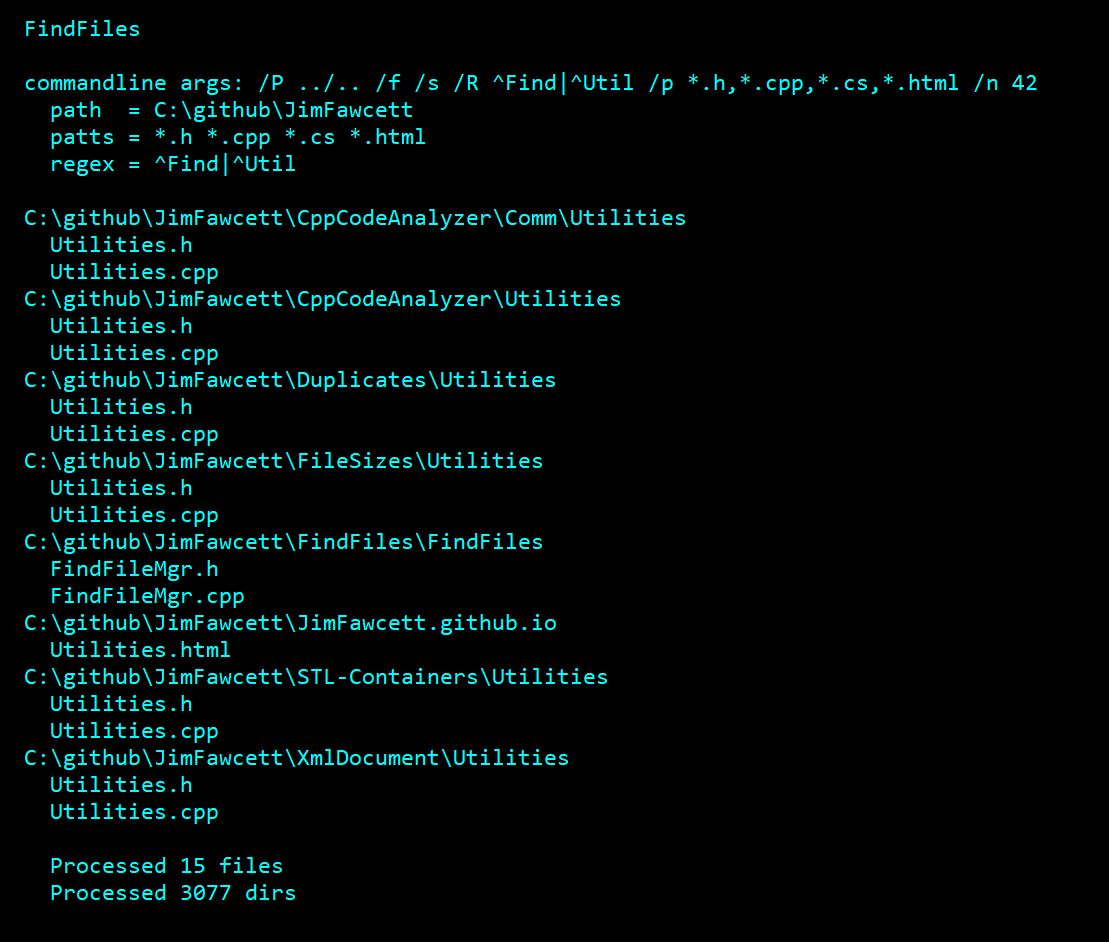 FindFiles
commandline args: /P ../.. /f /s /R ^Find|^Util /p *.h,*.cpp,*.cs,*.html /n 42
path  = C:\github\JimFawcett
patts = *.h *.cpp *.cs *.html
regex = ^Find|^Util
C:\github\JimFawcett\CppCodeAnalyzer\Comm\Utilities
Utilities.h
Utilities.cpp
C:\github\JimFawcett\CppCodeAnalyzer\Utilities
Utilities.h
Utilities.cpp
C:\github\JimFawcett\Duplicates\Utilities
Utilities.h
Utilities.cpp
C:\github\JimFawcett\FileSizes\Utilities
Utilities.h
Utilities.cpp
C:\github\JimFawcett\FindFiles\FindFiles
FindFileMgr.h
FindFileMgr.cpp
C:\github\JimFawcett\JimFawcett.github.io
Utilities.html
C:\github\JimFawcett\STL-Containers\Utilities
Utilities.h
Utilities.cpp
C:\github\JimFawcett\XmlDocument\Utilities
Utilities.h
Utilities.cpp
Processed 15 files
Processed 3077 dirs